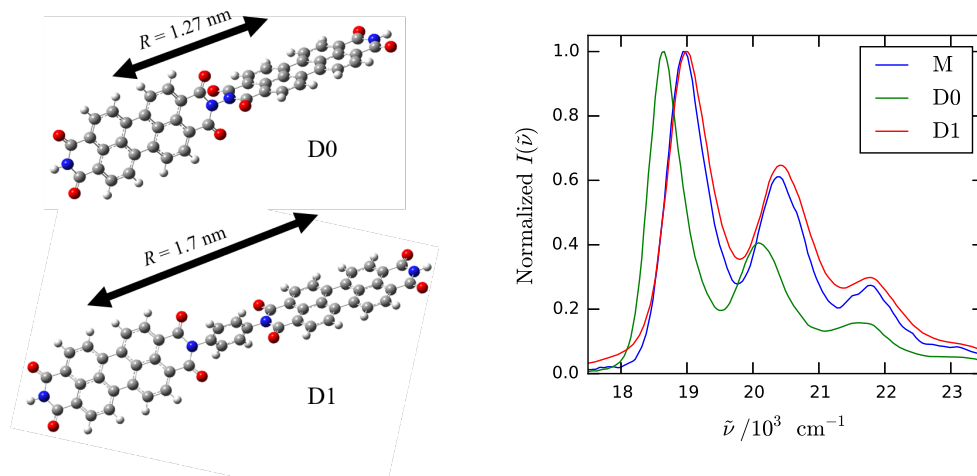 R = 1.27 nm
D0
R = 1.7 nm
D1
Normalized I(ν̃)
1.0
0.8
0.6
0.4
0.2
0.0
M
D0
D1
18
19
20
21
22
23
ν̃ /10³ cm⁻¹